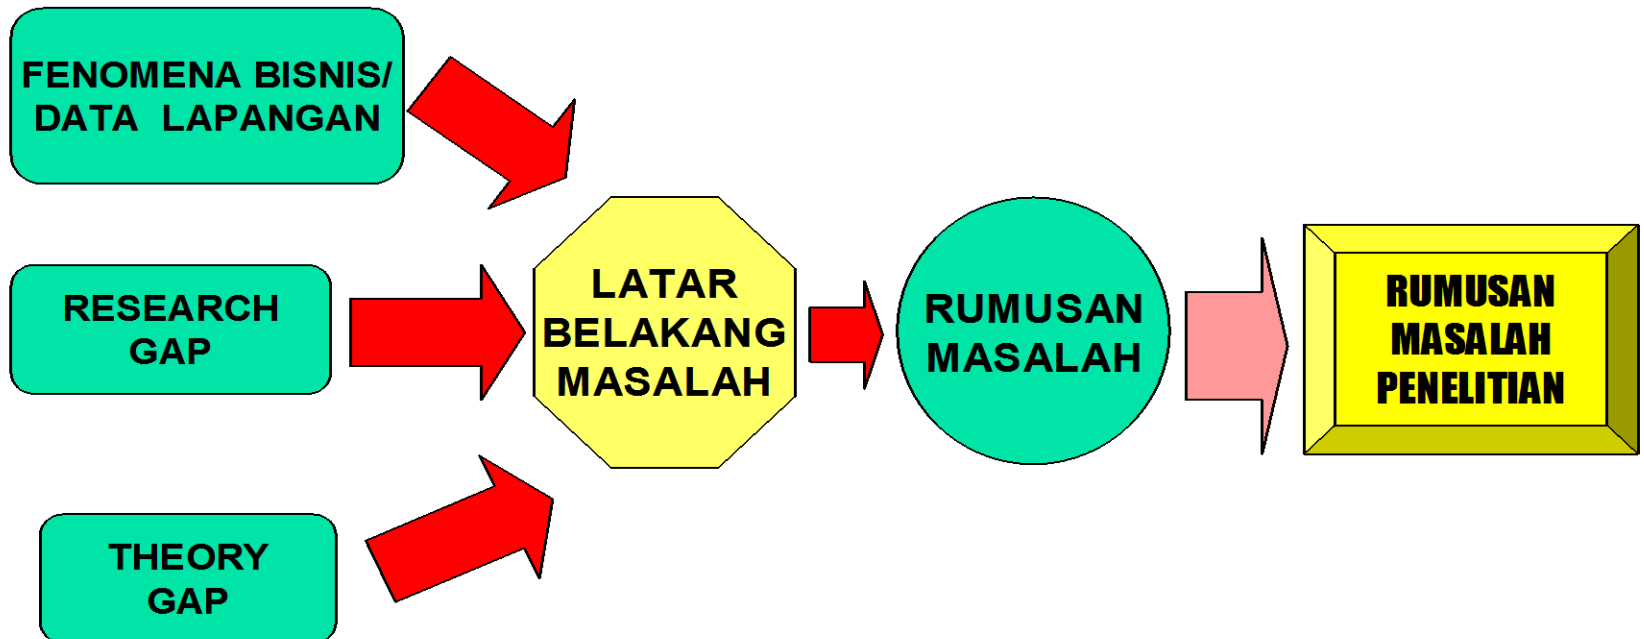 FENOMENA BISNIS/
DATA LAPANGAN
RESEARCH
GAP
THEORY
GAP
LATAR
BELAKANG
MASALAH
RUMUSAN
MASALAH
RUMUSAN
MASALAH
PENELITIAN